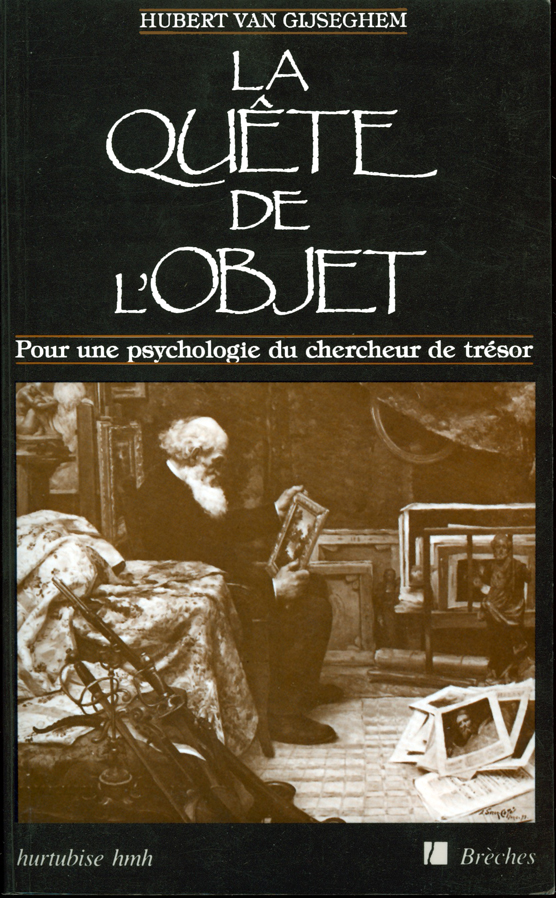 HUBERT VAN GIJSEGHEM
LA
QUÊTE
DE
L'OBJET
Pour une psychologie du chercheur de trésor
hurtubise hmh
Brèches